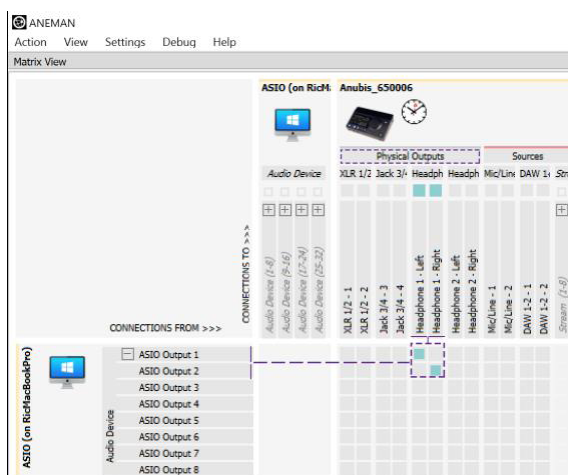 ANEMAN
Action View Settings Debug Help
Matrix View
ASIO (on RicM: Anubis_650006
Physical Outputs Sources
Audio Device XLR 1/2 Jack 3/4 Headph Headph Mic/Line DAW 1- Str
CONNECTIONS TO >>>
Audio Device (1-8)
Audio Device (9-16)
Audio Device (17-24)
Audio Device (25-32)
XLR 1/2 - 1
XLR 1/2 - 2
Jack 3/4 - 3
Jack 3/4 - 4
Headphone 1 - Left
Headphone 1 - Right
Headphone 2 - Left
Headphone 2 - Right
Mic/Line - 1
Mic/Line - 2
DAW 1-2 - 1
DAW 1-2 - 2
Stream (1-8)
CONNECTIONS FROM >>>
ASIO (on RicMacBookPro)
Audio Device
ASIO Output 1
ASIO Output 2
ASIO Output 3
ASIO Output 4
ASIO Output 5
ASIO Output 6
ASIO Output 7
ASIO Output 8